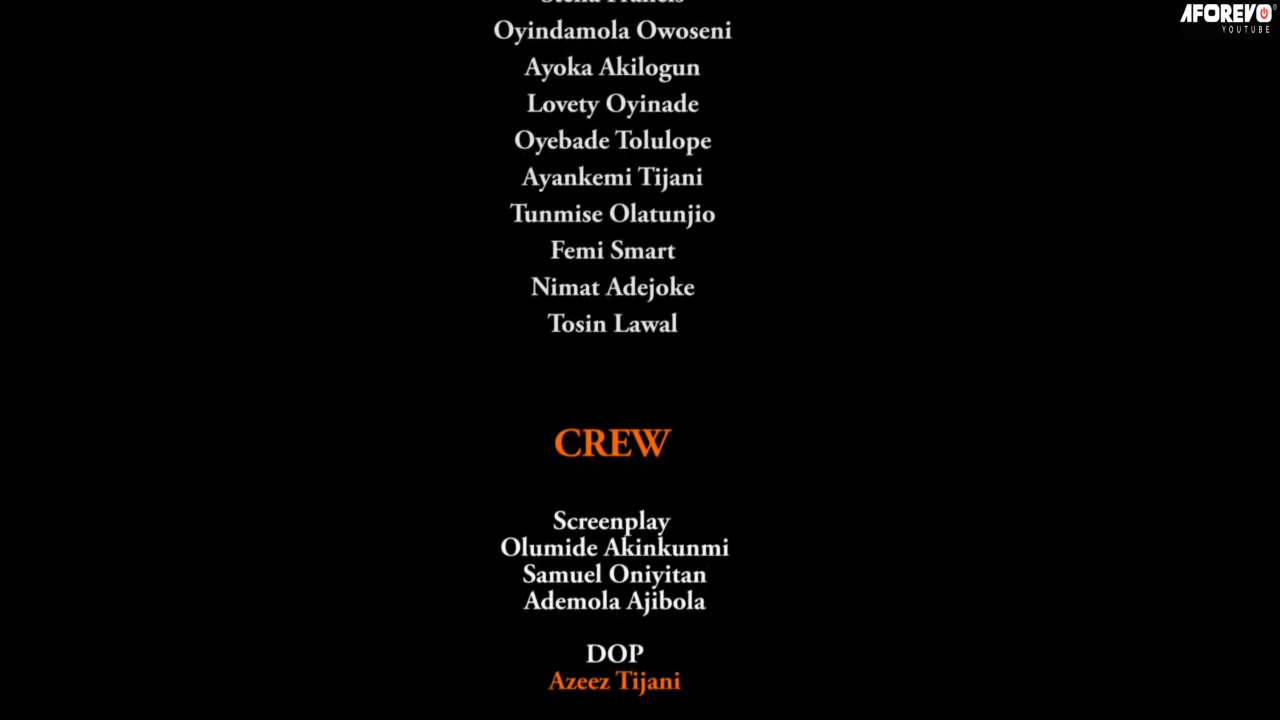 AFOREVO
YOUTUBE
Oyindamola Owoseni
Ayoka Akilogun
Lovety Oyinade
Oyebade Tolulope
Ayankemi Tijani
Tunmise Olatunjio
Femi Smart
Nimat Adejoke
Tosin Lawal
CREW
Screenplay
Olumide Akinkunmi
Samuel Oniyitan
Ademola Ajibola
DOP
Azeez Tijani